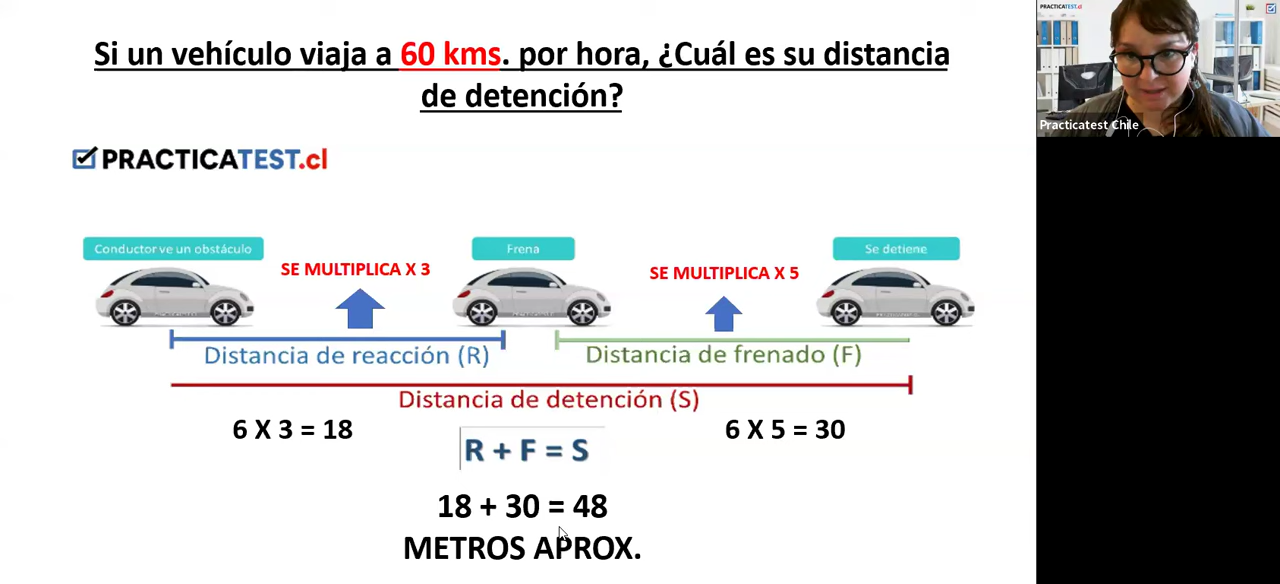 Si un vehículo viaja a 60 kms. por hora, ¿Cuál es su distancia
de detención?
PRACTICATEST.cl
Conductor ve un obstáculo
Frena
Se detiene
SE MULTIPLICA X 3
SE MULTIPLICA X 5
Distancia de reacción (R)
Distancia de frenado (F)
Distancia de detención (S)
6 X 3 = 18
6 X 5 = 30
R + F = S
18 + 30 = 48
METROS APROX.
PRACTICATEST.cl
Practicatest Chile